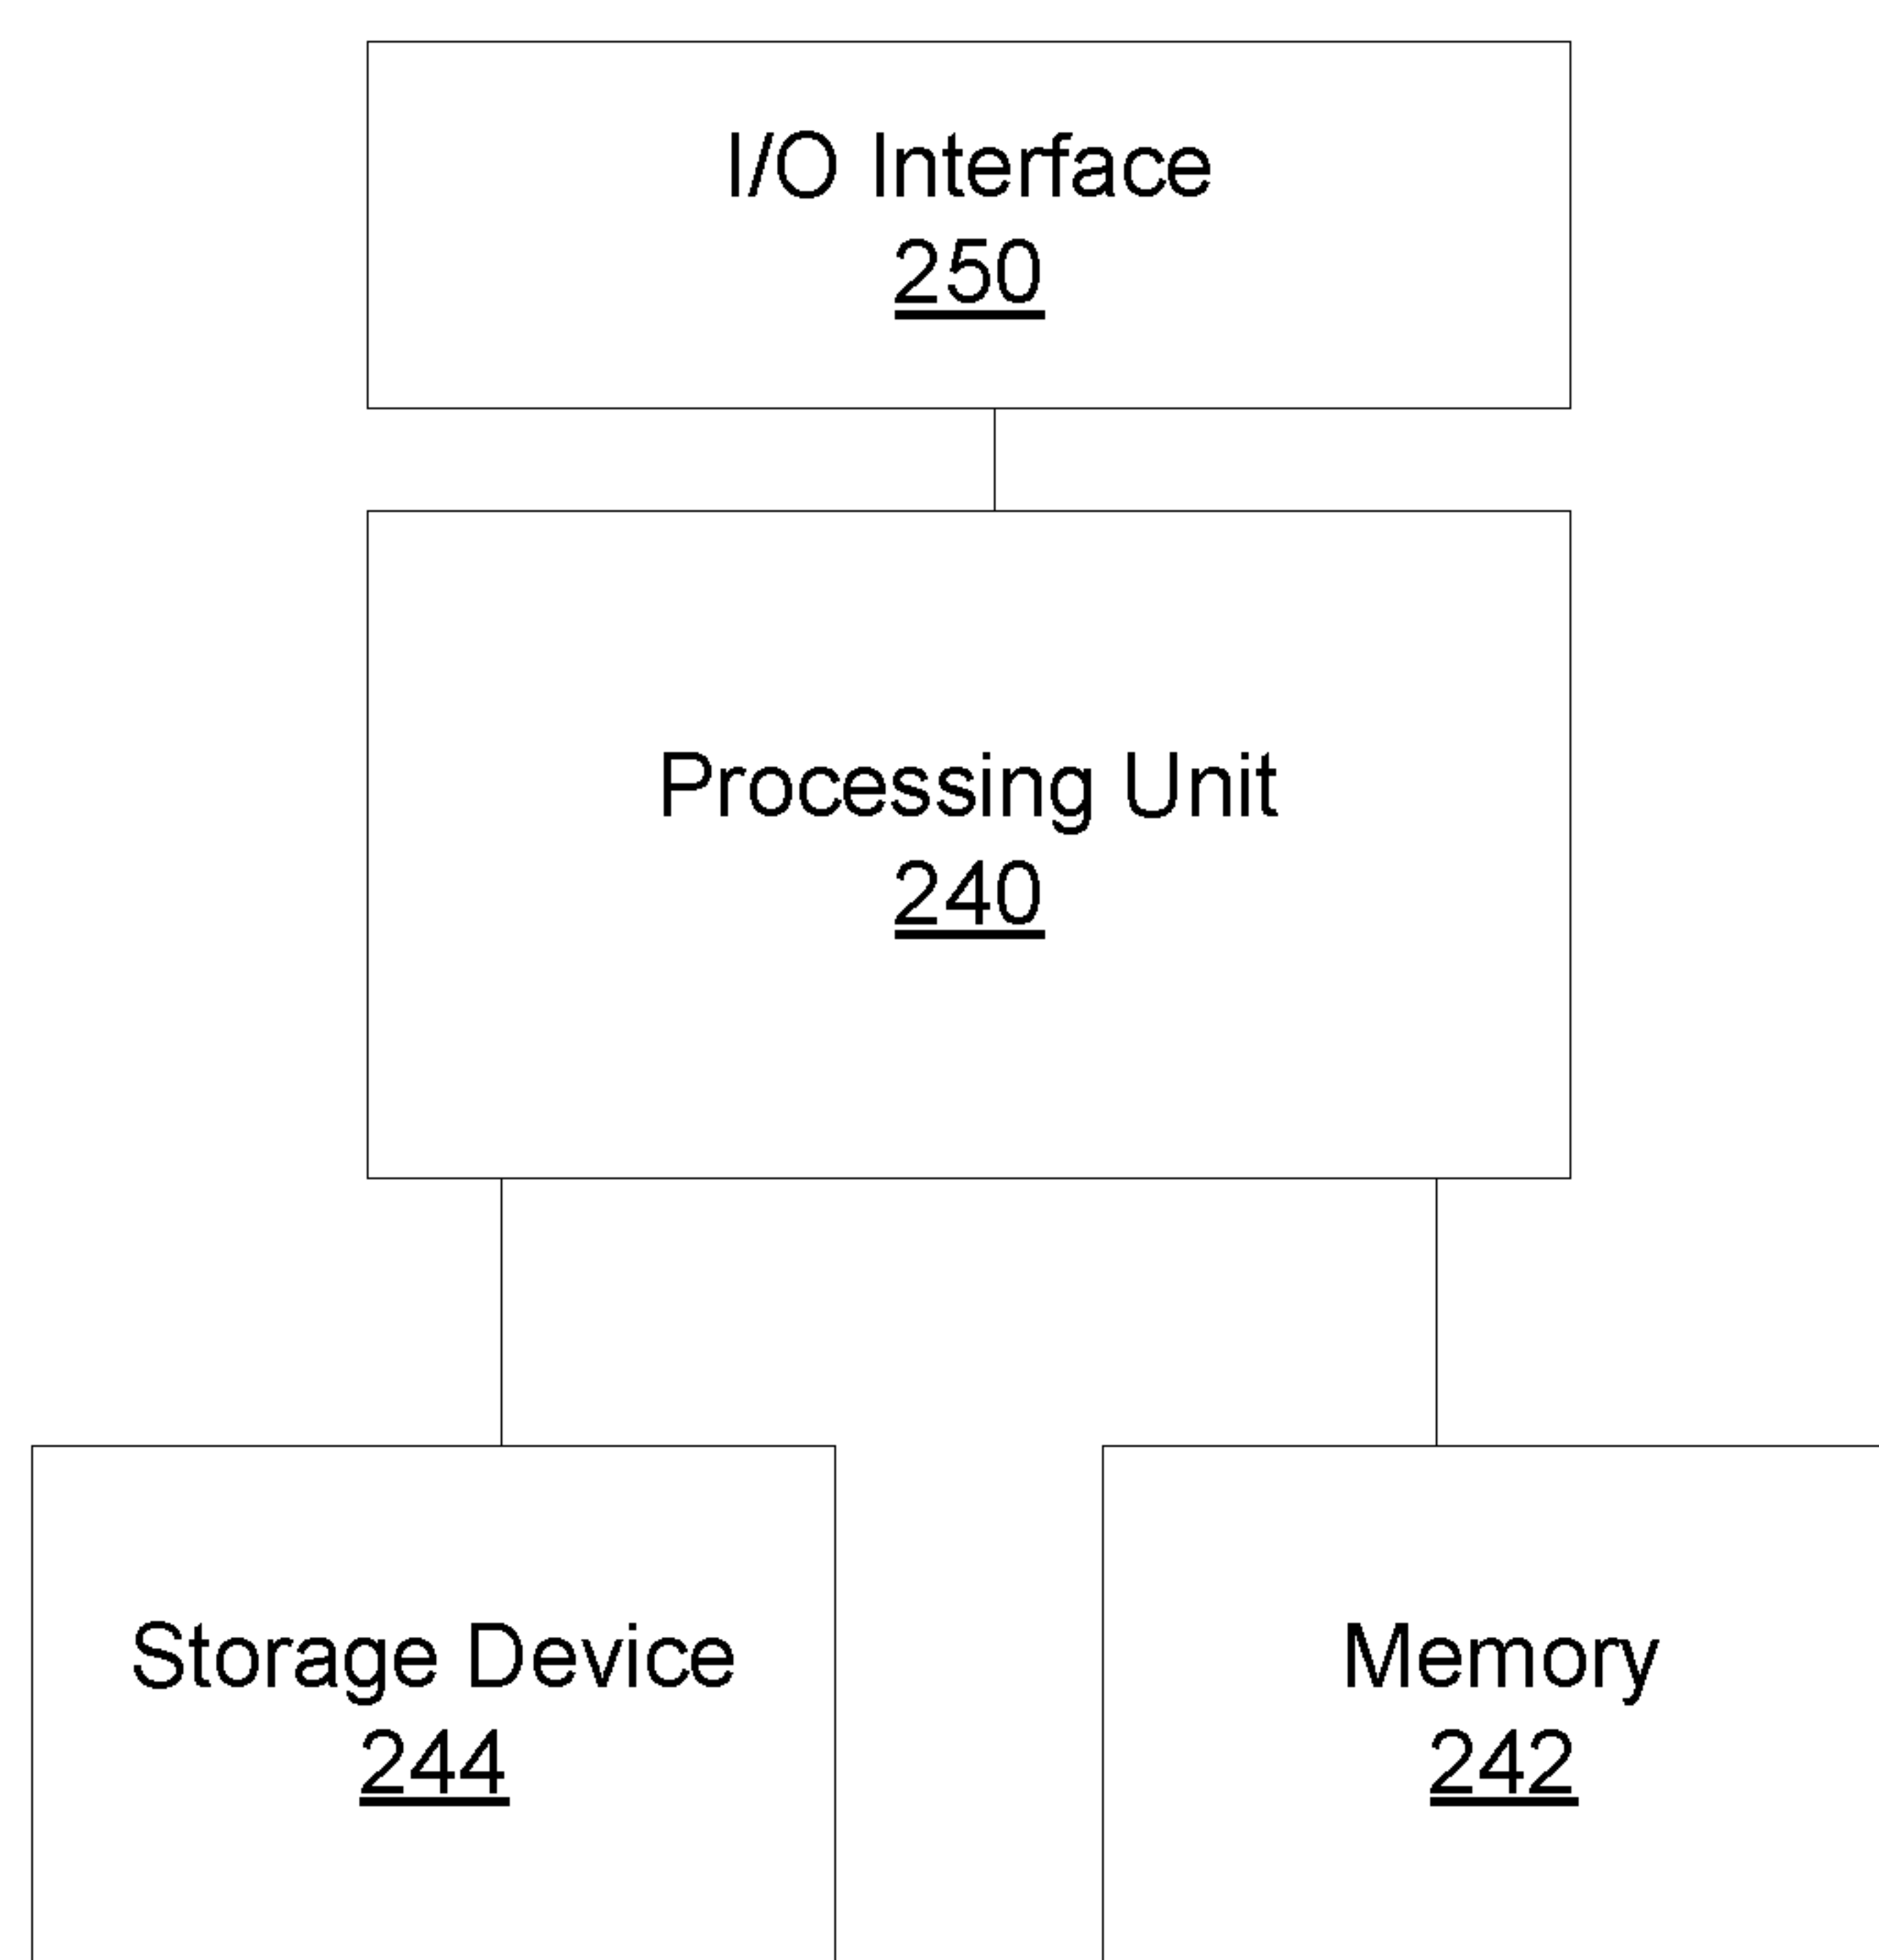 I/O Interface
250
Processing Unit
240
Storage Device
244
Memory
242